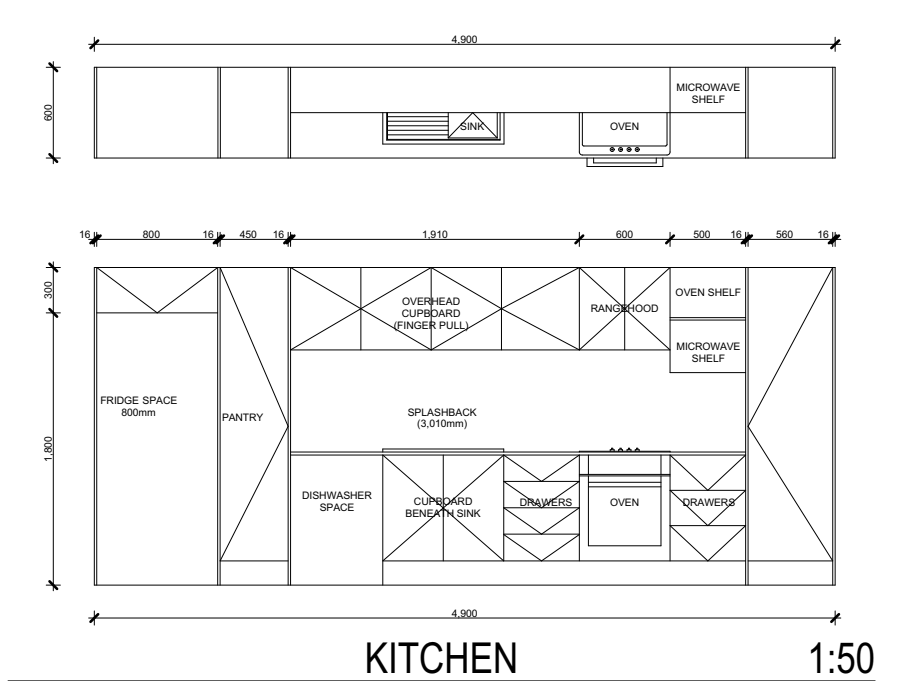 4,900
600
MICROWAVE
SHELF
SINK
OVEN
16
800
16
450
16
1,910
600
500
16
560
16
300
1,800
OVERHEAD
CUPBOARD
(FINGER PULL)
RANGEHOOD
OVEN SHELF
MICROWAVE
SHELF
FRIDGE SPACE
800mm
PANTRY
SPLASHBACK
(3,010mm)
DISHWASHER
SPACE
CUPBOARD
BENEATH SINK
DRAWERS
OVEN
DRAWERS
4,900
KITCHEN
1:50